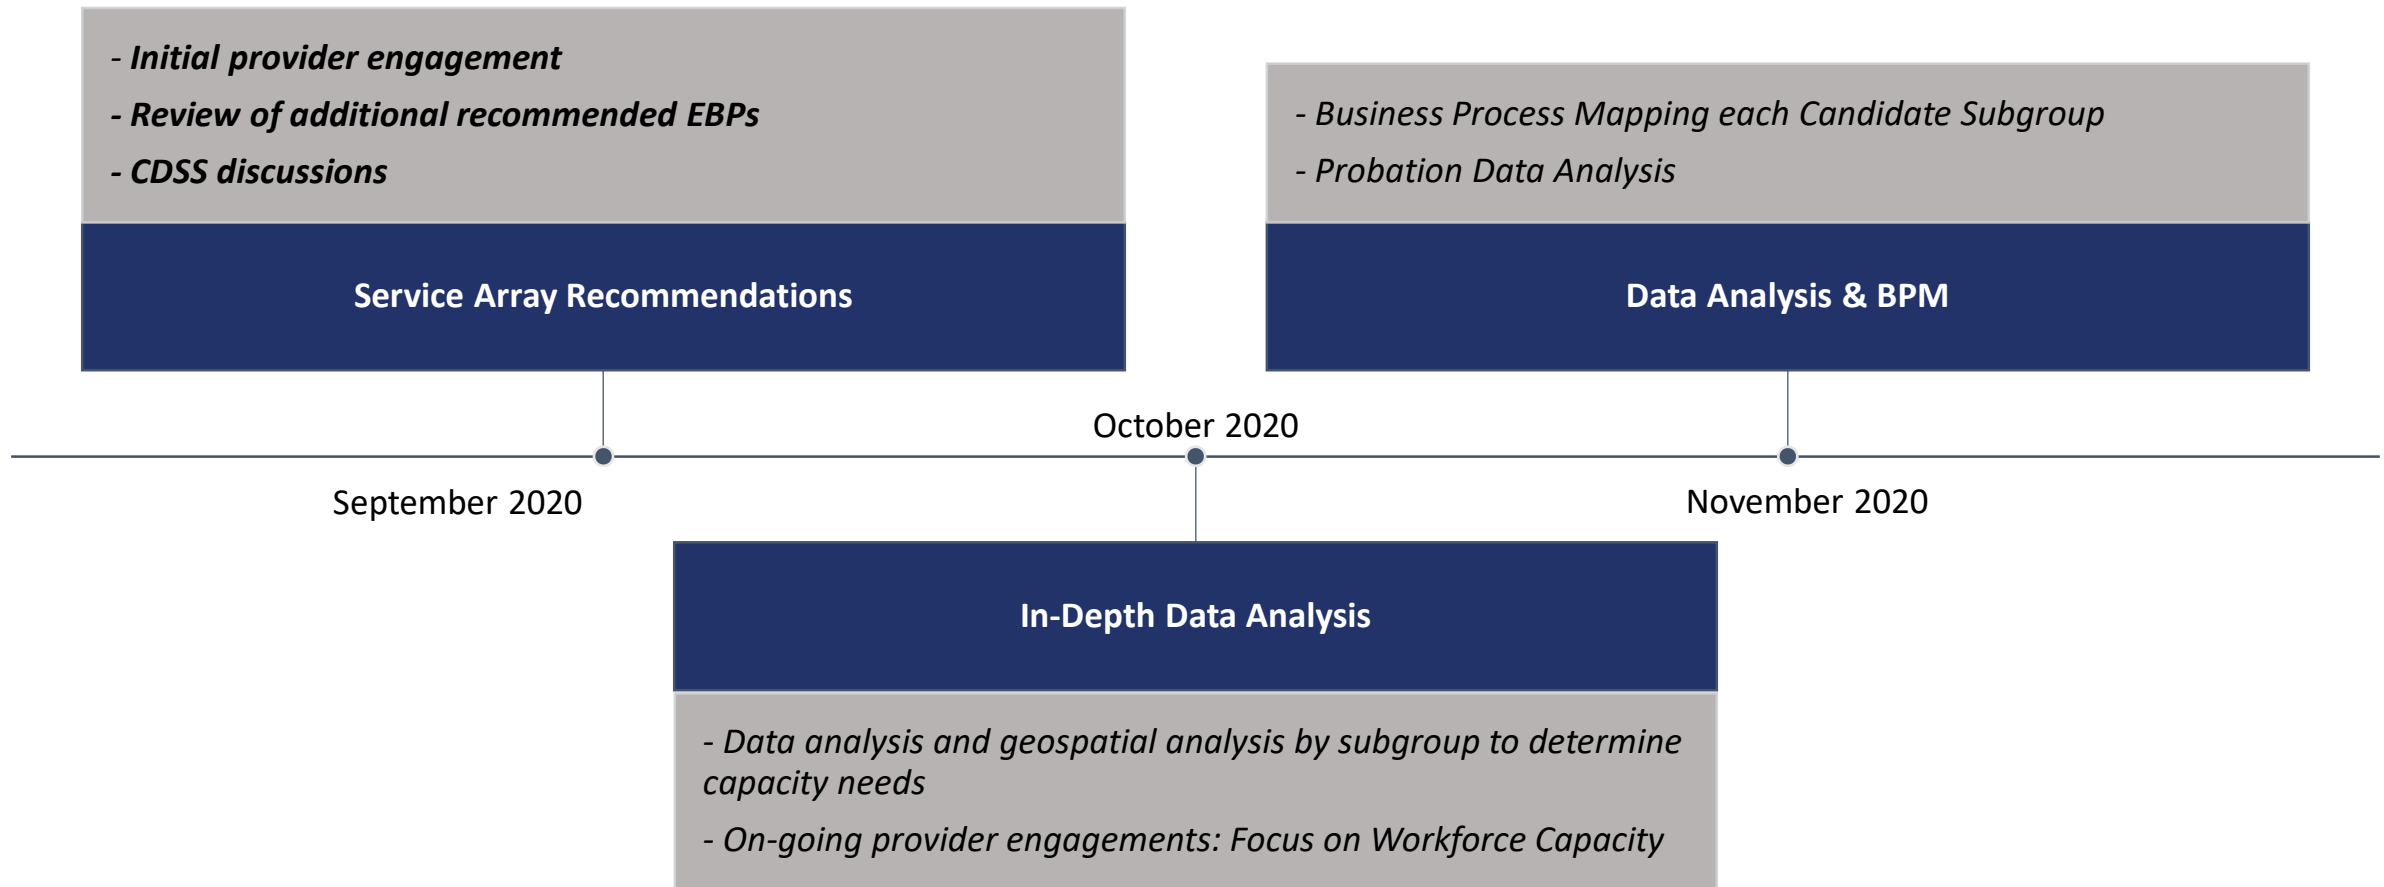 - Initial provider engagement
- Review of additional recommended EBPs
- CDSS discussions
Service Array Recommendations
September 2020
October 2020
In-Depth Data Analysis
- Data analysis and geospatial analysis by subgroup to determine
capacity needs
- On-going provider engagements: Focus on Workforce Capacity
- Business Process Mapping each Candidate Subgroup
- Probation Data Analysis
Data Analysis & BPM
November 2020